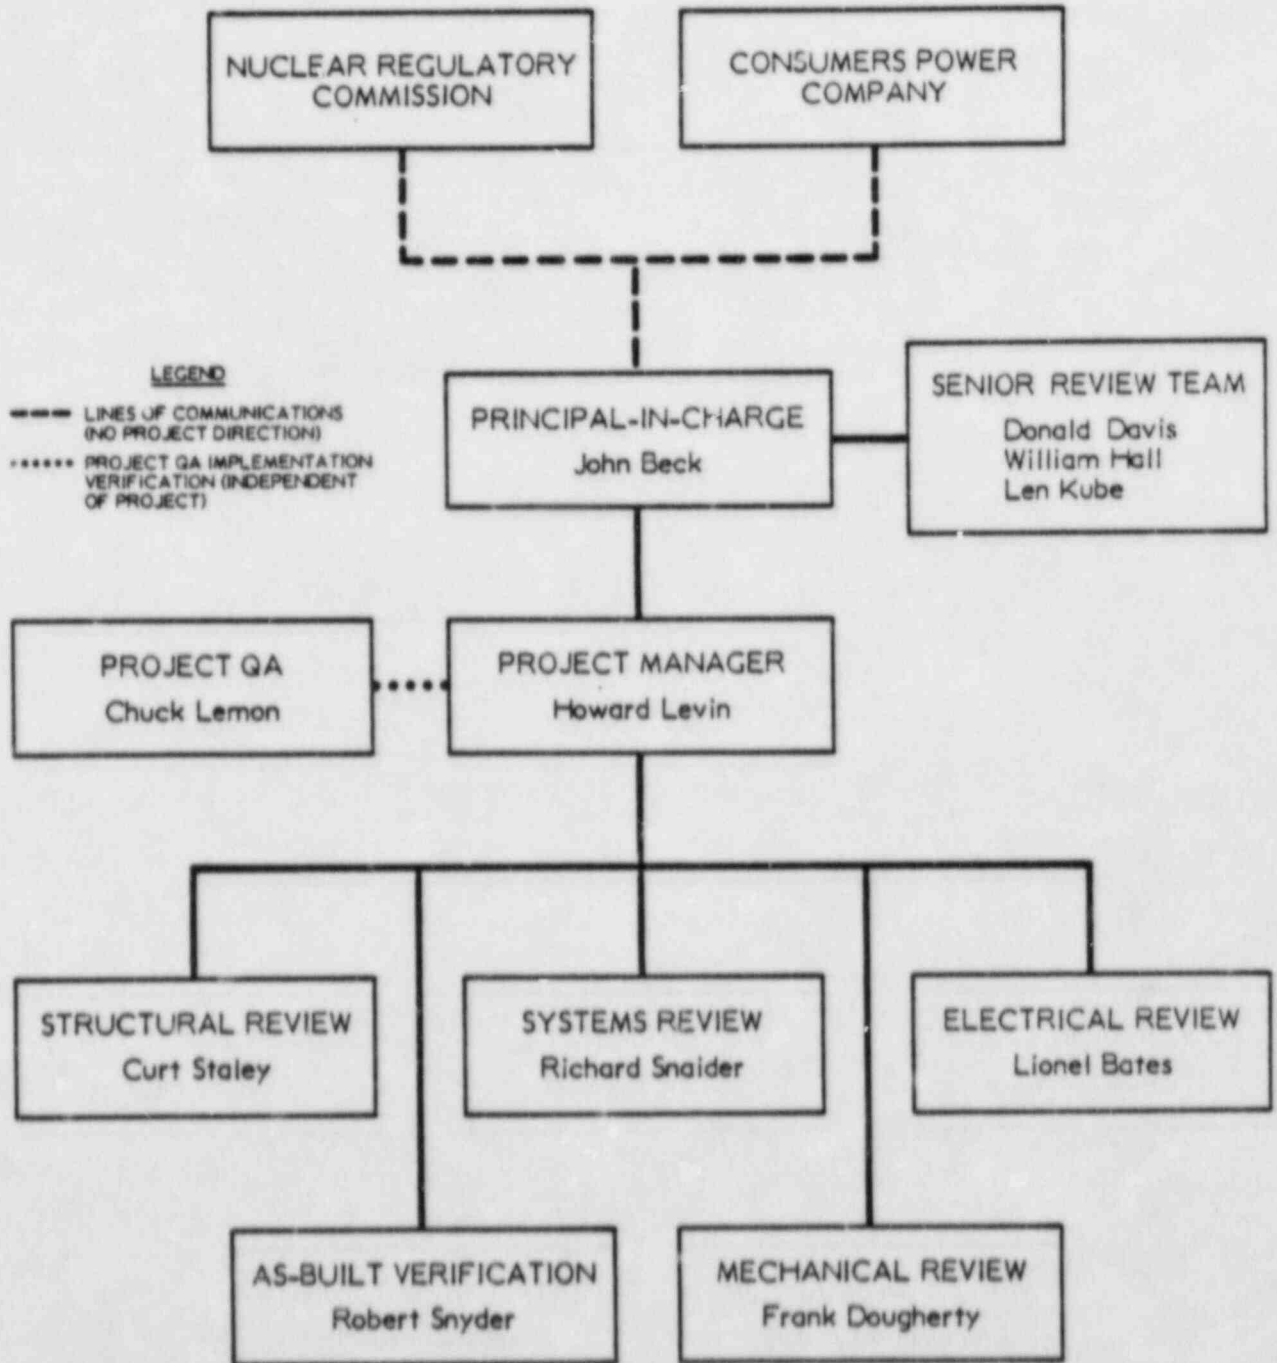 NUCLEAR REGULATORY
COMMISSION
CONSUMERS POWER
COMPANY
LEGEND
LINES OF COMMUNICATIONS
(NO PROJECT DIRECTION)
PROJECT QA IMPLEMENTATION
VERIFICATION (INDEPENDENT
OF PROJECT)
PRINCIPAL-IN-CHARGE
John Beck
SENIOR REVIEW TEAM
Donald Davis
William Hall
Len Kube
PROJECT QA
Chuck Lemon
PROJECT MANAGER
Howard Levin
STRUCTURAL REVIEW
Curt Staley
SYSTEMS REVIEW
Richard Snaider
ELECTRICAL REVIEW
Lionel Bates
AS-BUILT VERIFICATION
Robert Snyder
MECHANICAL REVIEW
Frank Dougherty